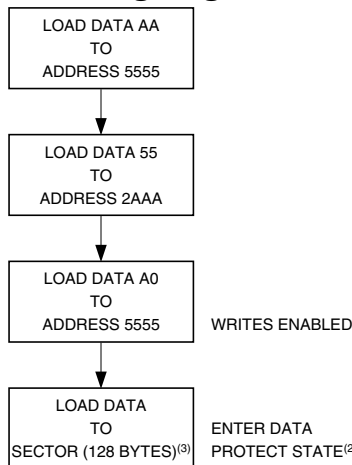 LOAD DATA AA
TO
ADDRESS 5555
LOAD DATA 55
TO
ADDRESS 2AAA
LOAD DATA A0
TO
ADDRESS 5555 WRITES ENABLED
LOAD DATA
TO ENTER DATA
SECTOR (128 BYTES)(3) PROTECT STATE(2